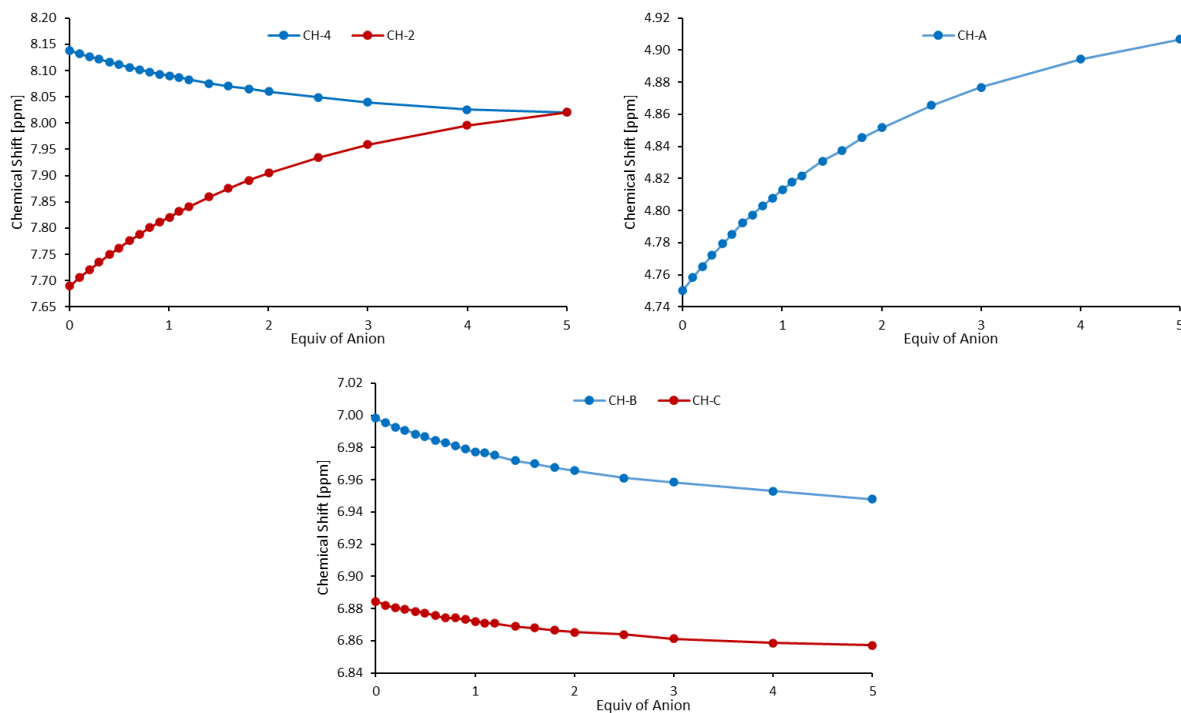 CH-4 CH-2
Chemical Shift [ppm]
8.20
8.15
8.10
8.05
8.00
7.95
7.90
7.85
7.80
7.75
7.70
7.65
0 1 2 3 4 5
Equiv of Anion
CH-A
Chemical Shift [ppm]
4.92
4.90
4.88
4.86
4.84
4.82
4.80
4.78
4.76
4.74
0 1 2 3 4 5
Equiv of Anion
CH-B CH-C
Chemical Shift [ppm]
7.02
7.00
6.98
6.96
6.94
6.92
6.90
6.88
6.86
6.84
0 1 2 3 4 5
Equiv of Anion